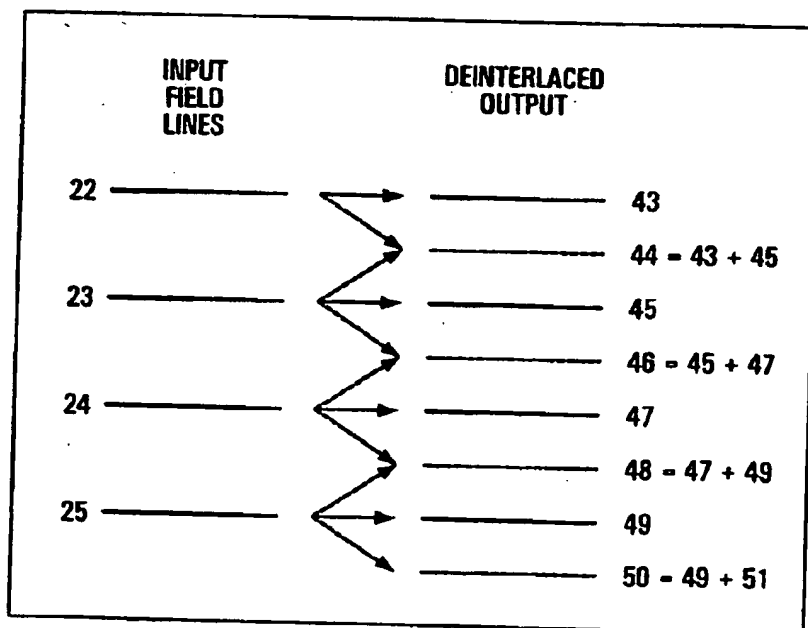 INPUT
FIELD
LINES
DEINTERLACED
OUTPUT
22
43
44 = 43 + 45
23
45
46 = 45 + 47
24
47
48 = 47 + 49
25
49
50 = 49 + 51